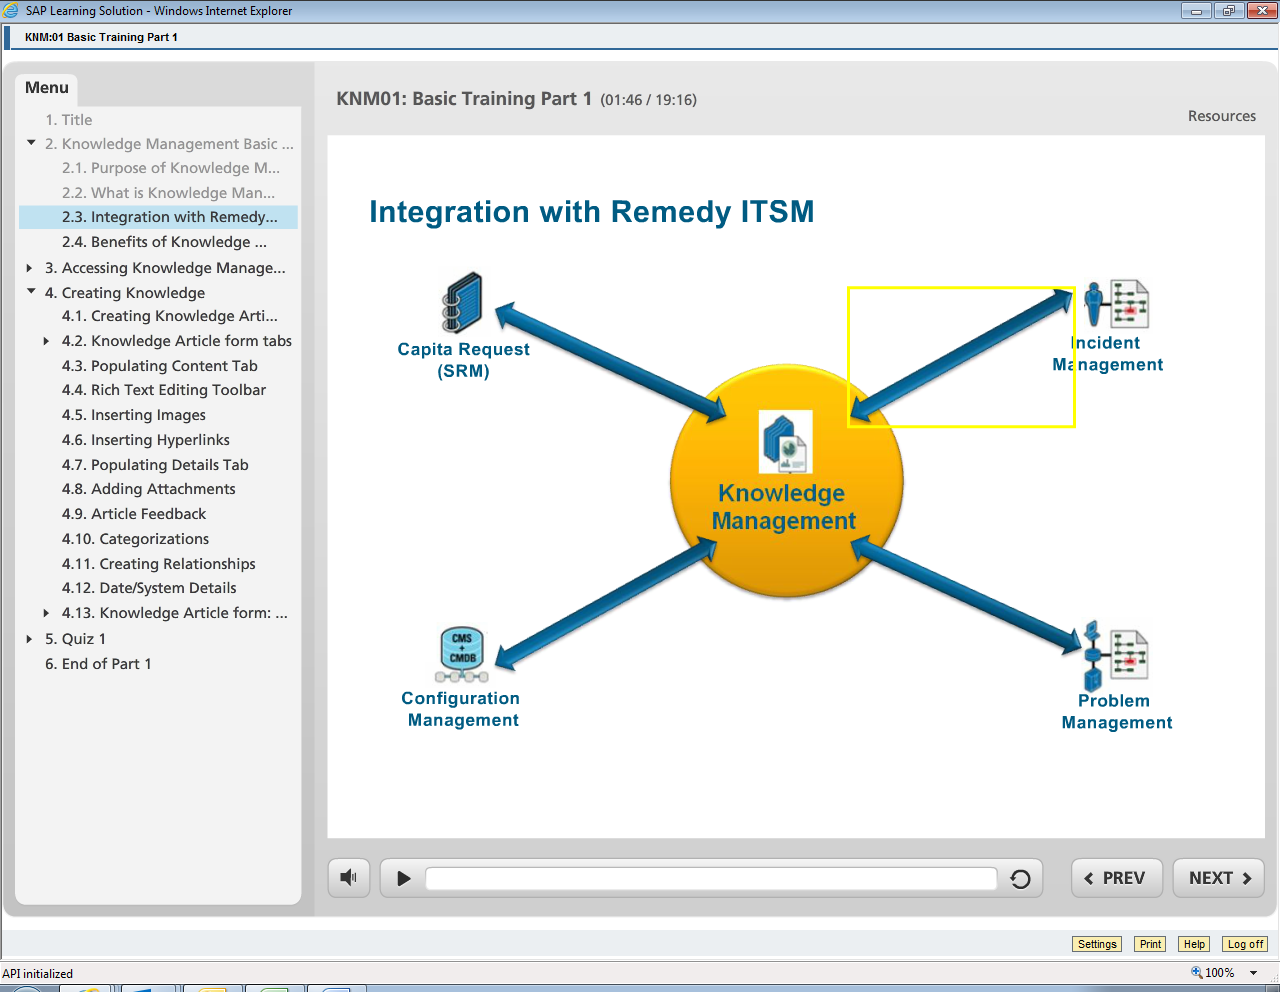 SAP Learning Solution - Windows Internet Explorer
KNM:01 Basic Training Part 1
Menu
1. Title
2. Knowledge Management Basic ...
2.1. Purpose of Knowledge M...
2.2. What is Knowledge Man...
2.3. Integration with Remedy...
2.4. Benefits of Knowledge ...
3. Accessing Knowledge Manage...
4. Creating Knowledge
4.1. Creating Knowledge Arti...
4.2. Knowledge Article form tabs
4.3. Populating Content Tab
4.4. Rich Text Editing Toolbar
4.5. Inserting Images
4.6. Inserting Hyperlinks
4.7. Populating Details Tab
4.8. Adding Attachments
4.9. Article Feedback
4.10. Categorizations
4.11. Creating Relationships
4.12. Date/System Details
4.13. Knowledge Article form: ...
5. Quiz 1
6. End of Part 1
KNM01: Basic Training Part 1 (01:46 / 19:16)
Resources
Integration with Remedy ITSM
Capita Request
(SRM)
Incident
Management
Knowledge
Management
CMS
+
CMDB
Configuration
Management
Problem
Management
PREV
NEXT
Settings
Print
Help
Log off
API initialized
100%